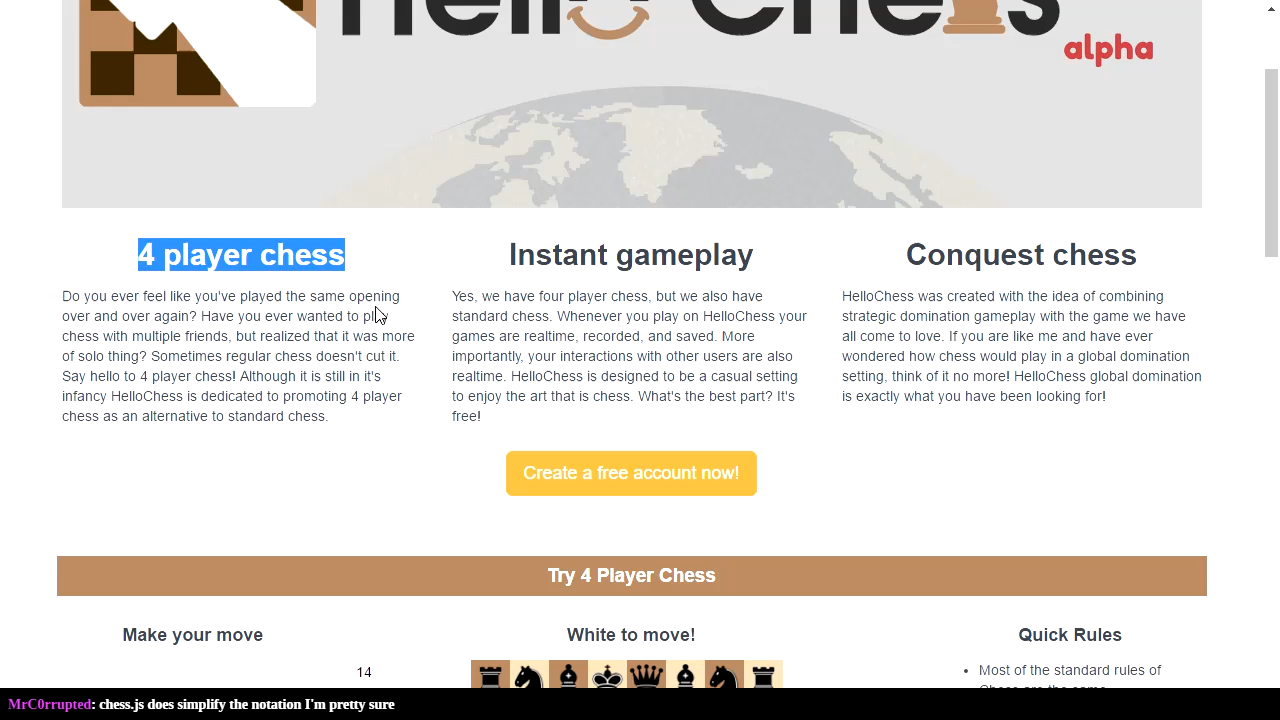 Hello Chess
alpha
4 player chess
Do you ever feel like you've played the same opening
over and over again? Have you ever wanted to play
chess with multiple friends, but realized that it was more
of solo thing? Sometimes regular chess doesn't cut it.
Say hello to 4 player chess! Although it is still in it's
infancy HelloChess is dedicated to promoting 4 player
chess as an alternative to standard chess.
Instant gameplay
Yes, we have four player chess, but we also have
standard chess. Whenever you play on HelloChess your
games are realtime, recorded, and saved. More
importantly, your interactions with other users are also
realtime. HelloChess is designed to be a casual setting
to enjoy the art that is chess. What's the best part? It's
free!
Conquest chess
HelloChess was created with the idea of combining
strategic domination gameplay with the game we have
all come to love. If you are like me and have ever
wondered how chess would play in a global domination
setting, think of it no more! HelloChess global domination
is exactly what you have been looking for!
Create a free account now!
Try 4 Player Chess
Make your move
14
White to move!
Quick Rules
Most of the standard rules of
Chess are the same
MrC0rrupted: chess.js does simplify the notation I'm pretty sure